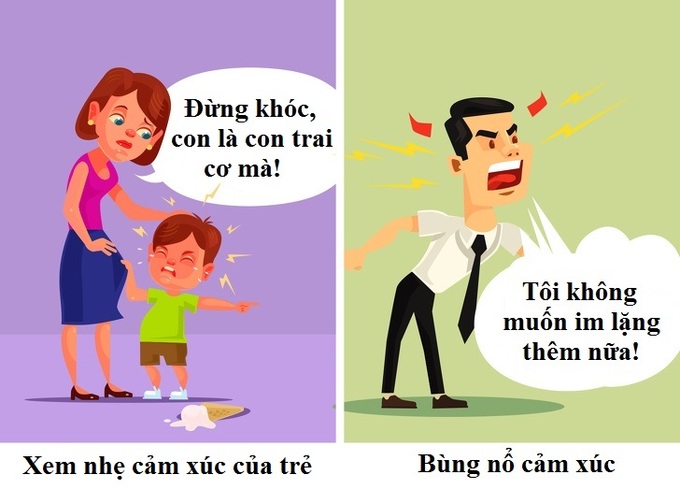 Đừng khóc,
con là con trai
cơ mà!
Tôi không
muốn im lặng
thêm nữa!
Xem nhẹ cảm xúc của trẻ
Bùng nổ cảm xúc